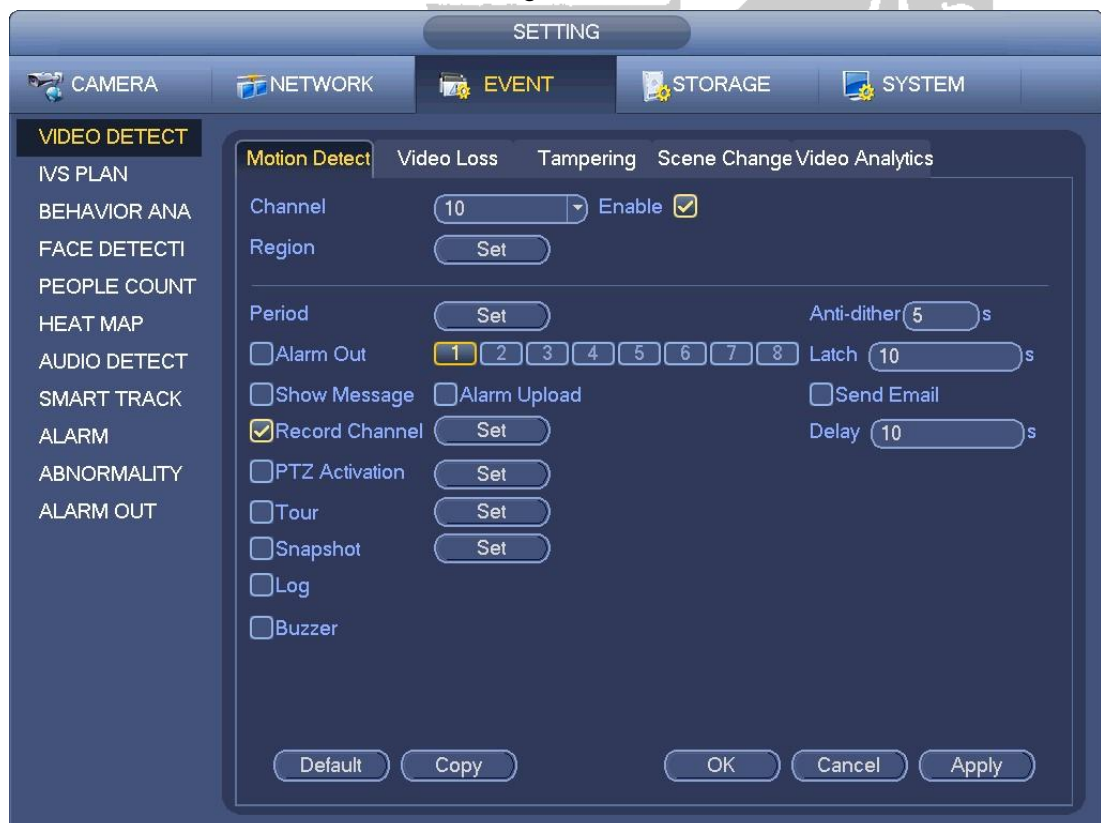 SETTING
CAMERA NETWORK EVENT STORAGE SYSTEM
VIDEO DETECT
IVS PLAN
BEHAVIOR ANA
FACE DETECTI
PEOPLE COUNT
HEAT MAP
AUDIO DETECT
SMART TRACK
ALARM
ABNORMALITY
ALARM OUT
Motion Detect Video Loss Tampering Scene Change Video Analytics
Channel 10 Enable
Region Set
Period Set Anti-dither 5 s
Alarm Out 1 2 3 4 5 6 7 8 Latch 10 s
Show Message Alarm Upload Send Email
Record Channel Set Delay 10 s
PTZ Activation Set
Tour Set
Snapshot Set
Log
Buzzer
Default Copy OK Cancel Apply